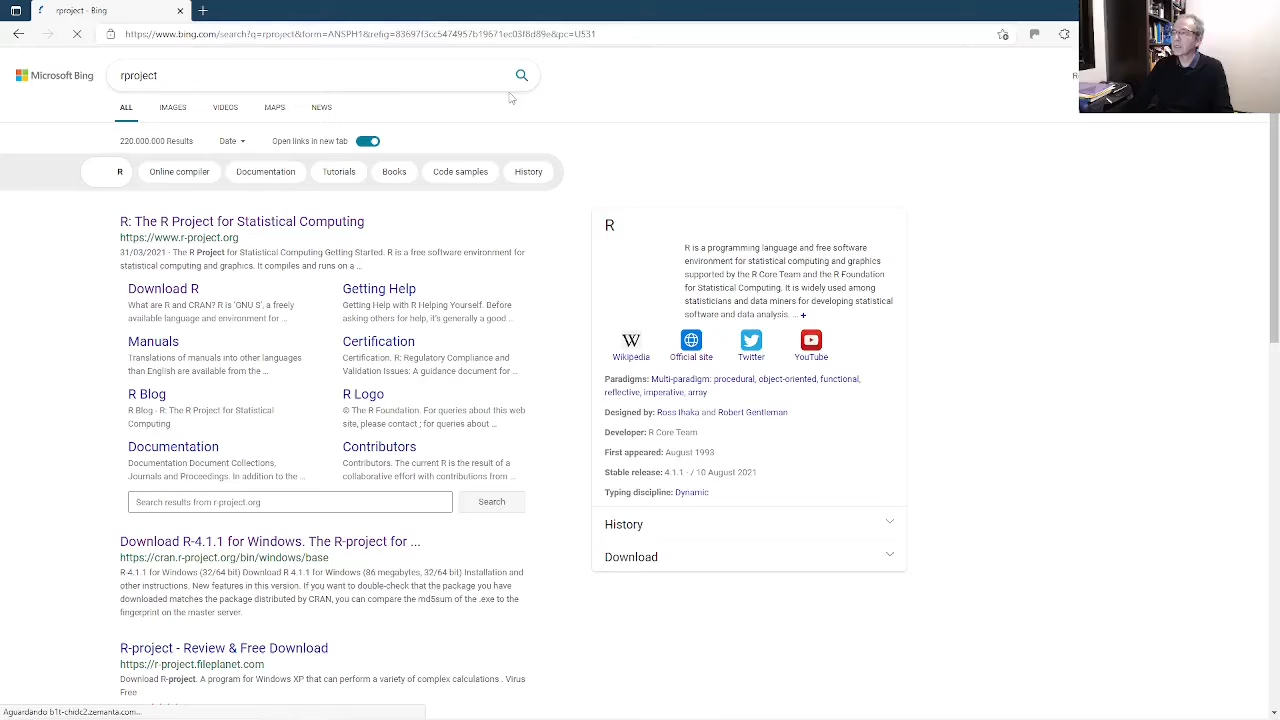 rproject - Bing
https://www.bing.com/search?q=rproject&form=ANSPH1&refig=83697f3cc5474957b19671ec03f8d89e&pc=U531
Microsoft Bing
rproject
ALL IMAGES VIDEOS MAPS NEWS
220.000.000 Results Date Open links in new tab
R Online compiler Documentation Tutorials Books Code samples History
R: The R Project for Statistical Computing
https://www.r-project.org
31/03/2021 · The R Project for Statistical Computing Getting Started. R is a free software environment for
statistical computing and graphics. It compiles and runs on a ...
Download R
What are R and CRAN? R is 'GNU S', a freely
available language and environment for ...
Getting Help
Getting Help with R Helping Yourself. Before
asking others for help, it's generally a good ...
Manuals
Translations of manuals into other languages
than English are available from the ...
Certification
Certification. R: Regulatory Compliance and
Validation Issues: A guidance document for ...
R Blog
R Blog - R: The R Project for Statistical
Computing
R Logo
© The R Foundation. For queries about this web
site, please contact ; for queries about ...
Documentation
Documentation Document Collections,
Journals and Proceedings. In addition to the ...
Contributors
Contributors. The current R is the result of a
collaborative effort with contributions from ...
Search results from r-project.org
Search
Download R-4.1.1 for Windows. The R-project for ...
https://cran.r-project.org/bin/windows/base
R-4.1.1 for Windows (32/64 bit) Download R 4.1.1 for Windows (86 megabytes, 32/64 bit) Installation and
other instructions. New features in this version. If you want to double-check that the package you have
downloaded matches the package distributed by CRAN, you can compare the md5sum of the .exe to the
fingerprint on the master server.
R-project - Review & Free Download
https://r-project.fileplanet.com
Download R-project. A program for Windows XP that can perform a variety of complex calculations . Virus
Free
R
R is a programming language and free software
environment for statistical computing and graphics
supported by the R Core Team and the R Foundation
for Statistical Computing. It is widely used among
statisticians and data miners for developing statistical
software and data analysis. ... +
W
Wikipedia Official site Twitter YouTube
Paradigms: Multi-paradigm: procedural, object-oriented, functional,
reflective, imperative, array
Designed by: Ross Ihaka and Robert Gentleman
Developer: R Core Team
First appeared: August 1993
Stable release: 4.1.1 - / 10 August 2021
Typing discipline: Dynamic
History
Download
Aguardando b1t-chidc2.zemanta.com...